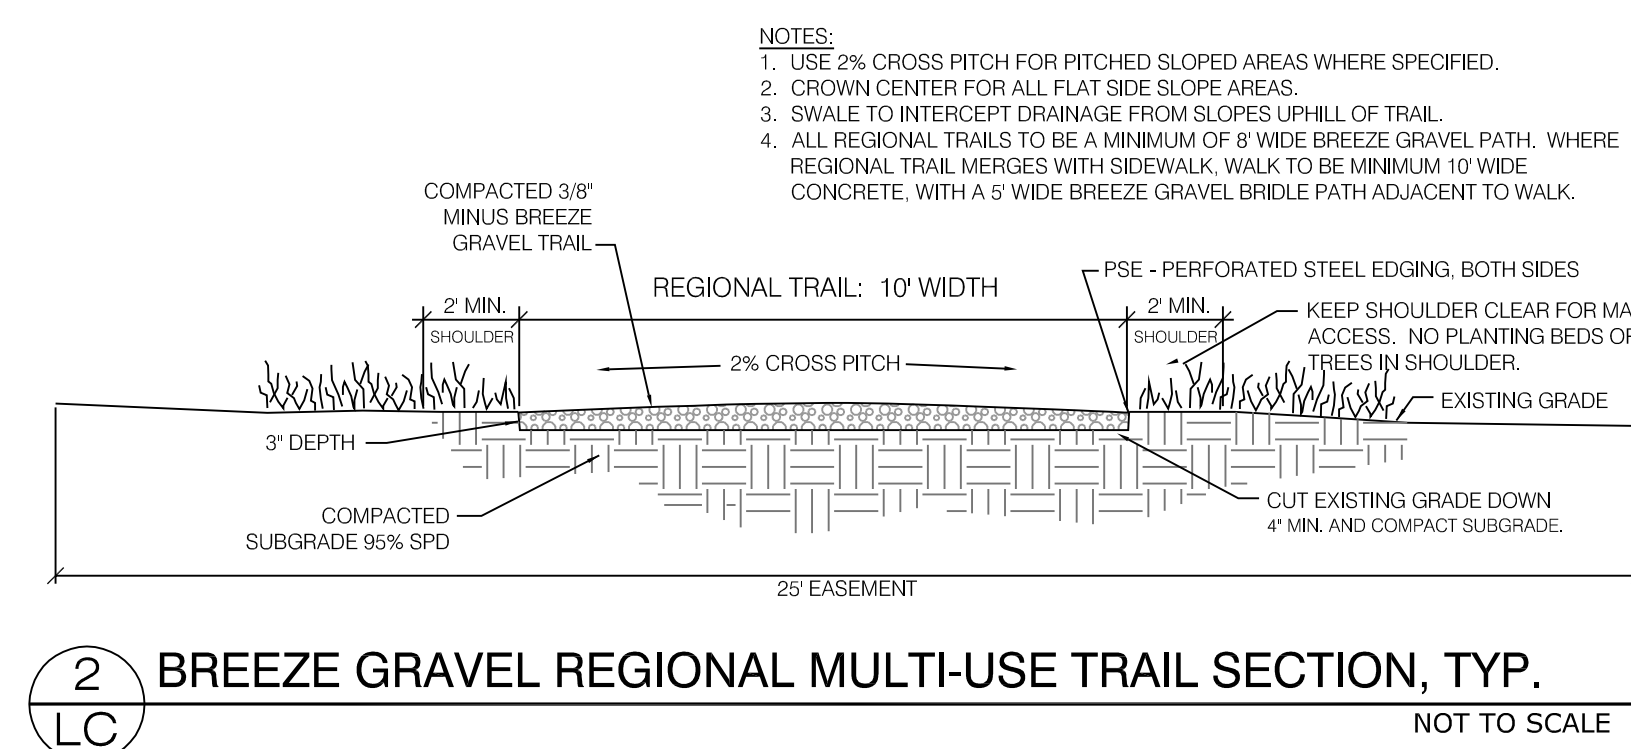 NOTES:
1. USE 2% CROSS PITCH FOR PITCHED SLOPED AREAS WHERE SPECIFIED.
2. CROWN CENTER FOR ALL FLAT SIDE SLOPE AREAS.
3. SWALE TO INTERCEPT DRAINAGE FROM SLOPES UPHILL OF TRAIL.
4. ALL REGIONAL TRAILS TO BE A MINIMUM OF 8' WIDE BREEZE GRAVEL PATH. WHERE
REGIONAL TRAIL MERGES WITH SIDEWALK, WALK TO BE MINIMUM 10' WIDE
CONCRETE, WITH A 5' WIDE BREEZE GRAVEL BRIDLE PATH ADJACENT TO WALK.
COMPACTED 3/8"
MINUS BREEZE
GRAVEL TRAIL
PSE - PERFORATED STEEL EDGING, BOTH SIDES
REGIONAL TRAIL: 10' WIDTH
2' MIN.
SHOULDER
2' MIN.
SHOULDER
KEEP SHOULDER CLEAR FOR MA
ACCESS. NO PLANTING BEDS OR
TREES IN SHOULDER.
2% CROSS PITCH
EXISTING GRADE
3" DEPTH
COMPACTED
SUBGRADE 95% SPD
CUT EXISTING GRADE DOWN
4" MIN. AND COMPACT SUBGRADE.
25' EASEMENT
2
LC
BREEZE GRAVEL REGIONAL MULTI-USE TRAIL SECTION, TYP.
NOT TO SCALE